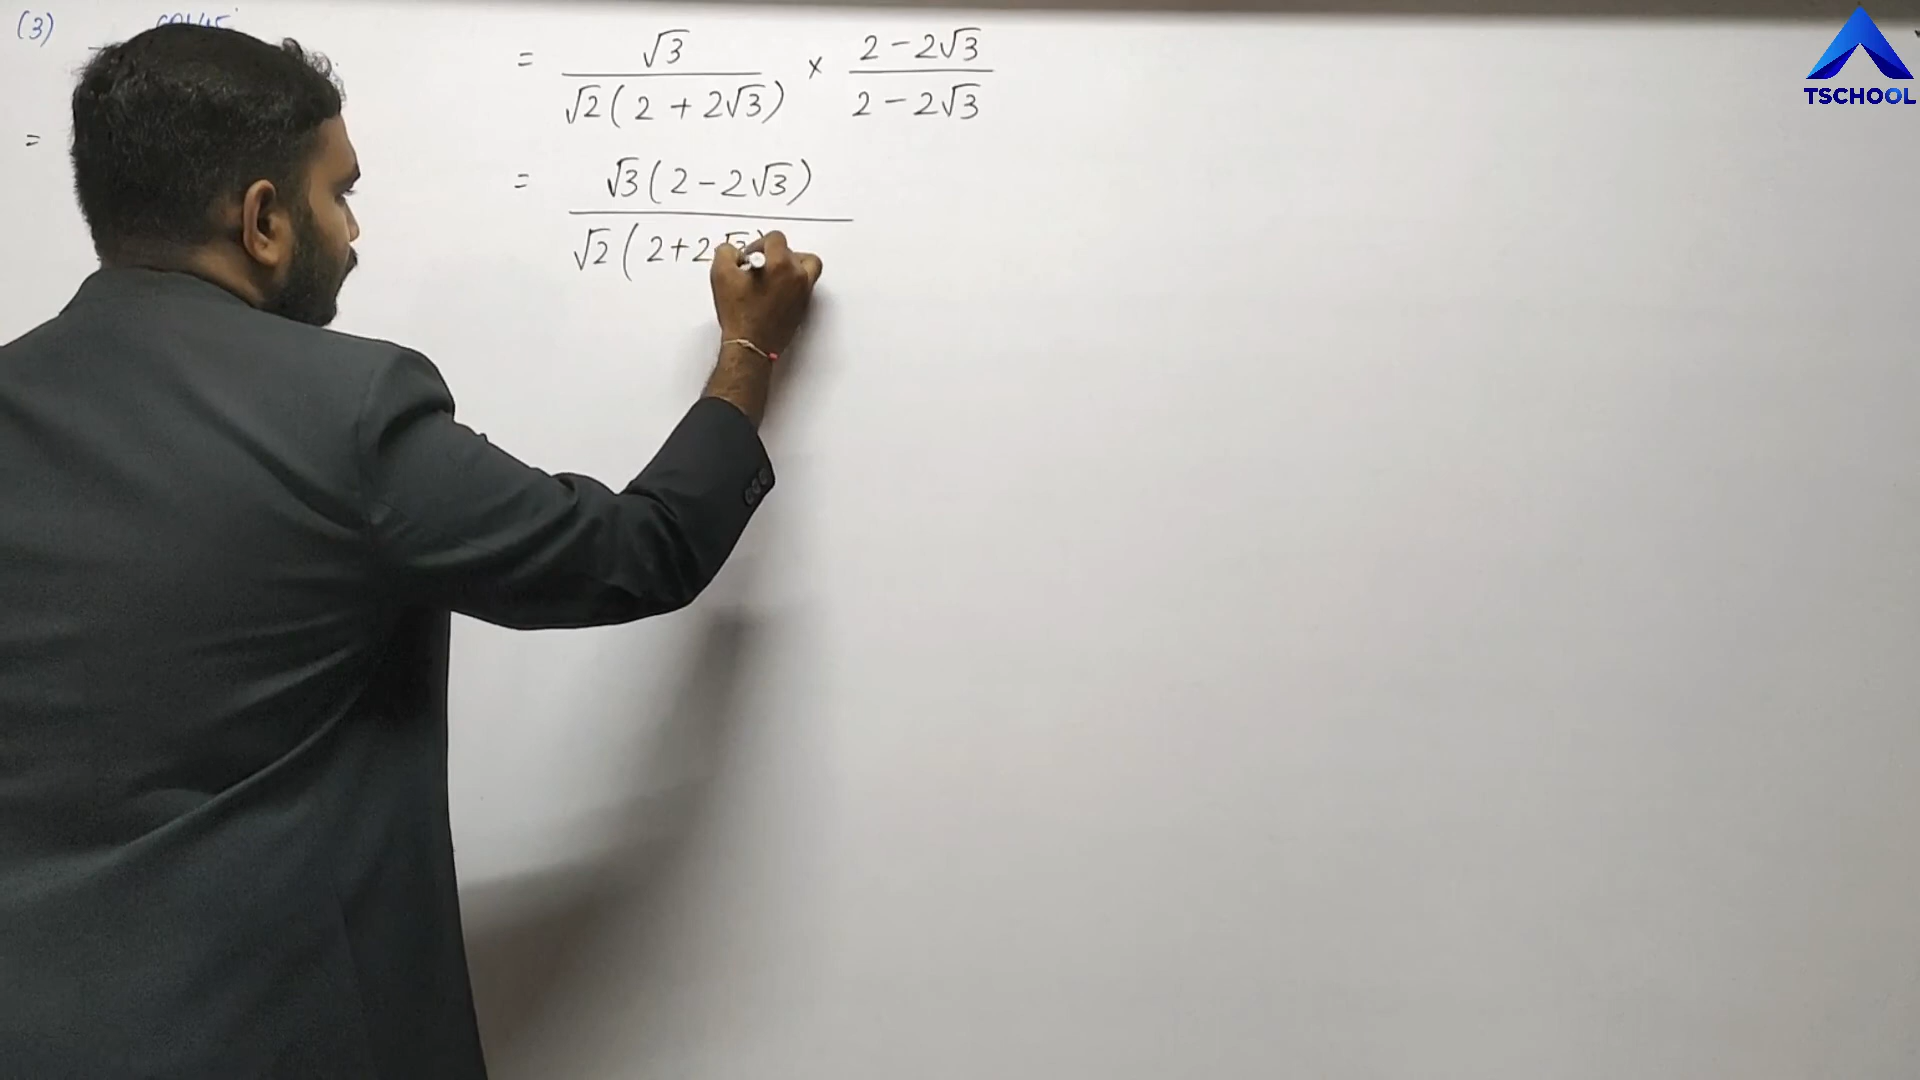 (3)
= √3 / √2(2 + 2√3) × 2 - 2√3 / 2 - 2√3
=
= √3(2 - 2√3) / √2(2+2√3)
TSCHOOL